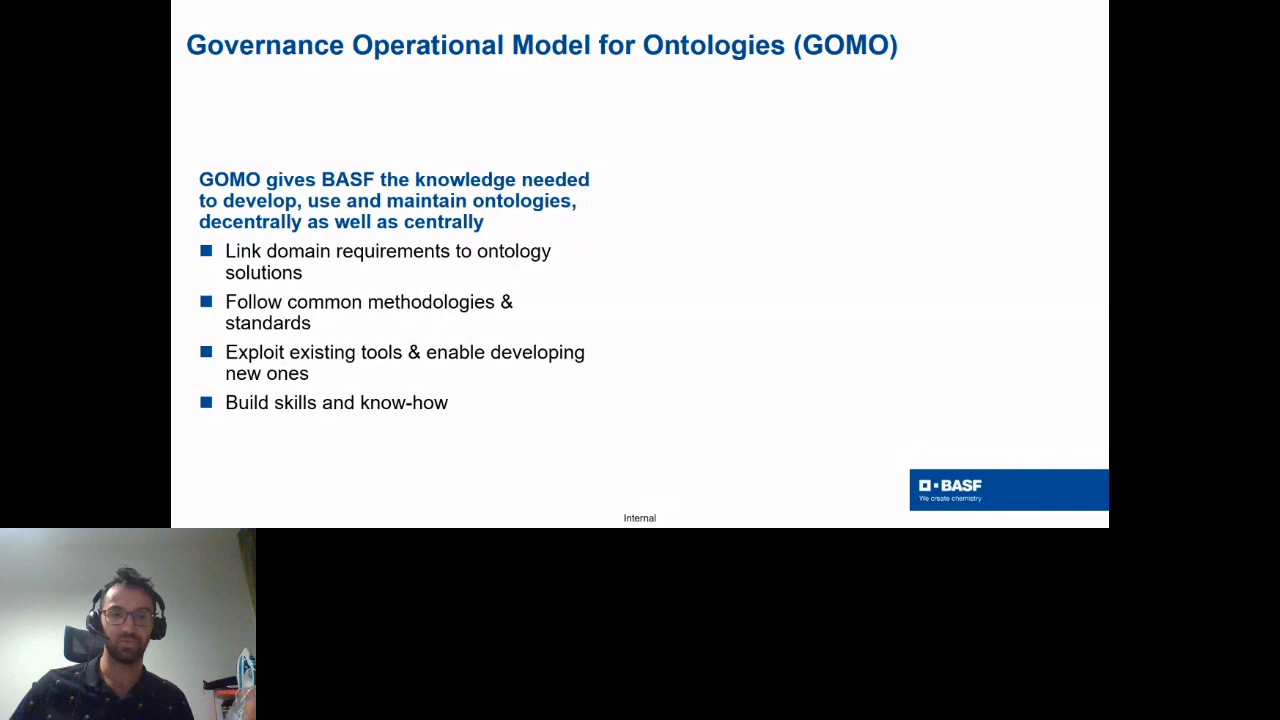 Governance Operational Model for Ontologies (GOMO)
GOMO gives BASF the knowledge needed
to develop, use and maintain ontologies,
decentrally as well as centrally
Link domain requirements to ontology
solutions
Follow common methodologies &
standards
Exploit existing tools & enable developing
new ones
Build skills and know-how
BASF
We create chemistry
Internal